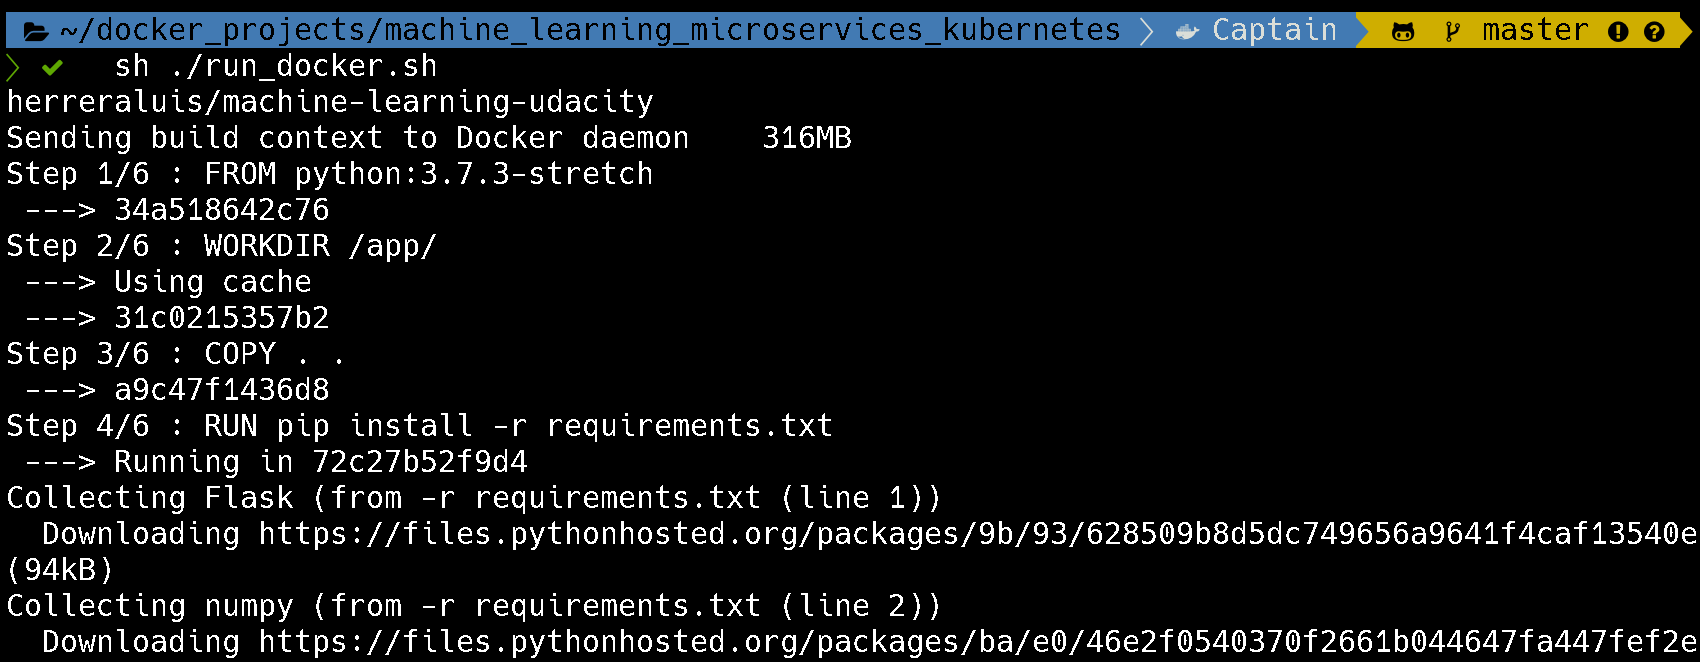 ~/docker_projects/machine_learning_microservices_kubernetes Captain master
sh ./run_docker.sh
herreraluis/machine-learning-udacity
Sending build context to Docker daemon    316MB
Step 1/6 : FROM python:3.7.3-stretch
 ---> 34a518642c76
Step 2/6 : WORKDIR /app/
 ---> Using cache
 ---> 31c0215357b2
Step 3/6 : COPY . .
 ---> a9c47f1436d8
Step 4/6 : RUN pip install -r requirements.txt
 ---> Running in 72c27b52f9d4
Collecting Flask (from -r requirements.txt (line 1))
  Downloading https://files.pythonhosted.org/packages/9b/93/628509b8d5dc749656a9641f4caf13540e
(94kB)
Collecting numpy (from -r requirements.txt (line 2))
  Downloading https://files.pythonhosted.org/packages/ba/e0/46e2f0540370f2661b044647fa447fef2e